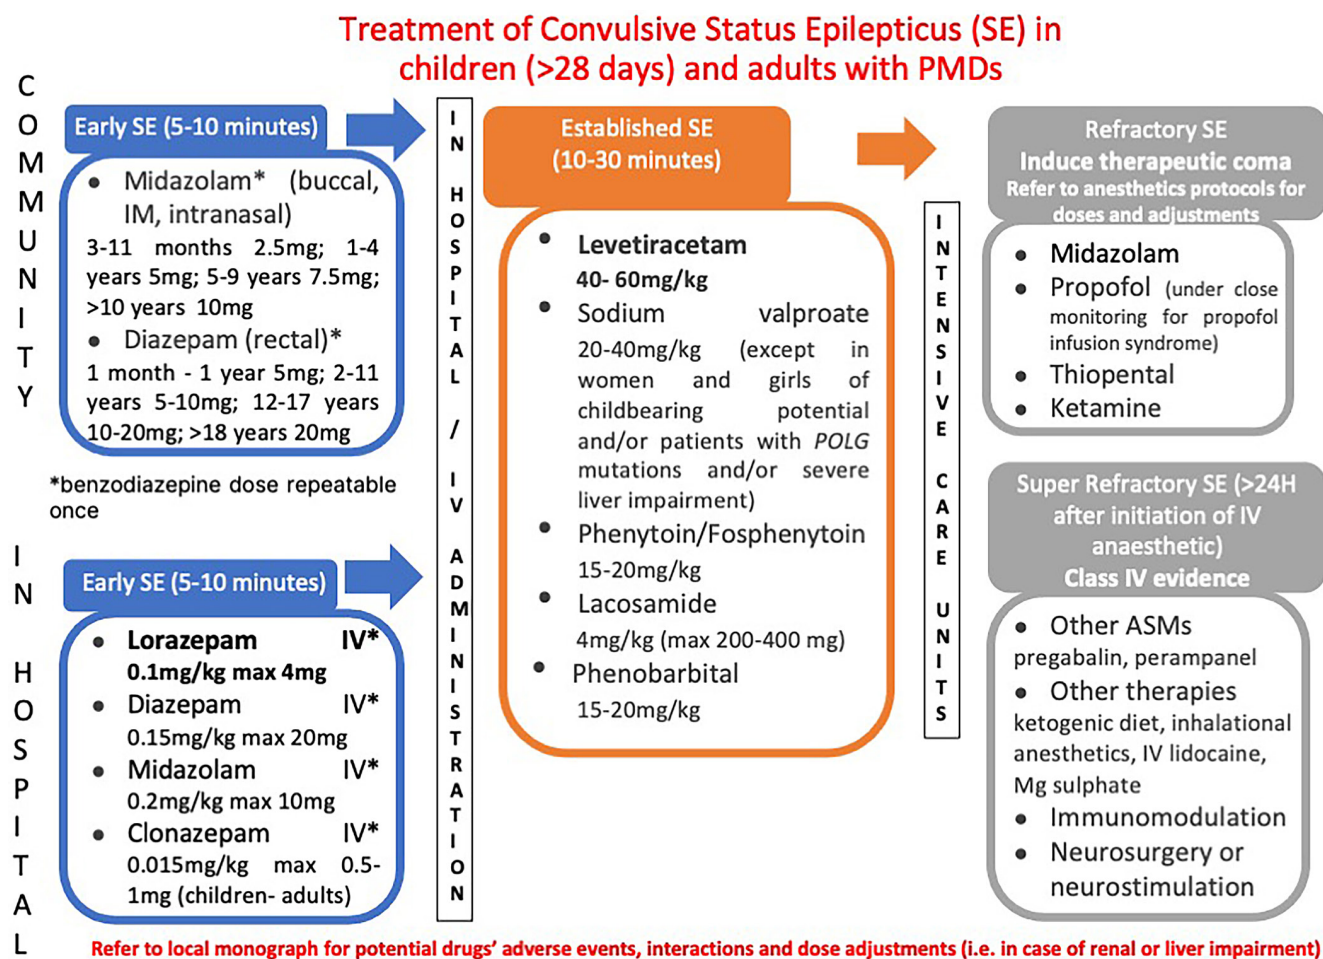 Treatment of Convulsive Status Epilepticus (SE) in
children (>28 days) and adults with PMDs
COMMUNITY
Early SE (5-10 minutes)
• Midazolam* (buccal,
IM, intranasal)
3-11 months 2.5mg; 1-4
years 5mg; 5-9 years 7.5mg;
>10 years 10mg
• Diazepam (rectal)*
1 month - 1 year 5mg; 2-11
years 5-10mg; 12-17 years
10-20mg; >18 years 20mg
*benzodiazepine dose repeatable
once
IN HOSPITAL
Early SE (5-10 minutes)
• Lorazepam IV*
0.1mg/kg max 4mg
• Diazepam IV*
0.15mg/kg max 20mg
• Midazolam IV*
0.2mg/kg max 10mg
• Clonazepam IV*
0.015mg/kg max 0.5-
1mg (children- adults)
IN HOSPITAL / IV ADMINISTRATION
Established SE
(10-30 minutes)
• Levetiracetam
40- 60mg/kg
• Sodium valproate
20-40mg/kg (except in
women and girls of
childbearing potential
and/or patients with POLG
mutations and/or severe
liver impairment)
• Phenytoin/Fosphenytoin
15-20mg/kg
• Lacosamide
4mg/kg (max 200-400 mg)
• Phenobarbital
15-20mg/kg
INTENSIVE CARE UNITS
Refractory SE
Induce therapeutic coma
Refer to anesthetics protocols for
doses and adjustments
• Midazolam
• Propofol (under close
monitoring for propofol
infusion syndrome)
• Thiopental
• Ketamine
Super Refractory SE (>24H
after initiation of IV
anaesthetic)
Class IV evidence
• Other ASMs
pregabalin, perampanel
• Other therapies
ketogenic diet, inhalational
anesthetics, IV lidocaine,
Mg sulphate
• Immunomodulation
• Neurosurgery or
neurostimulation
Refer to local monograph for potential drugs' adverse events, interactions and dose adjustments (i.e. in case of renal or liver impairment)